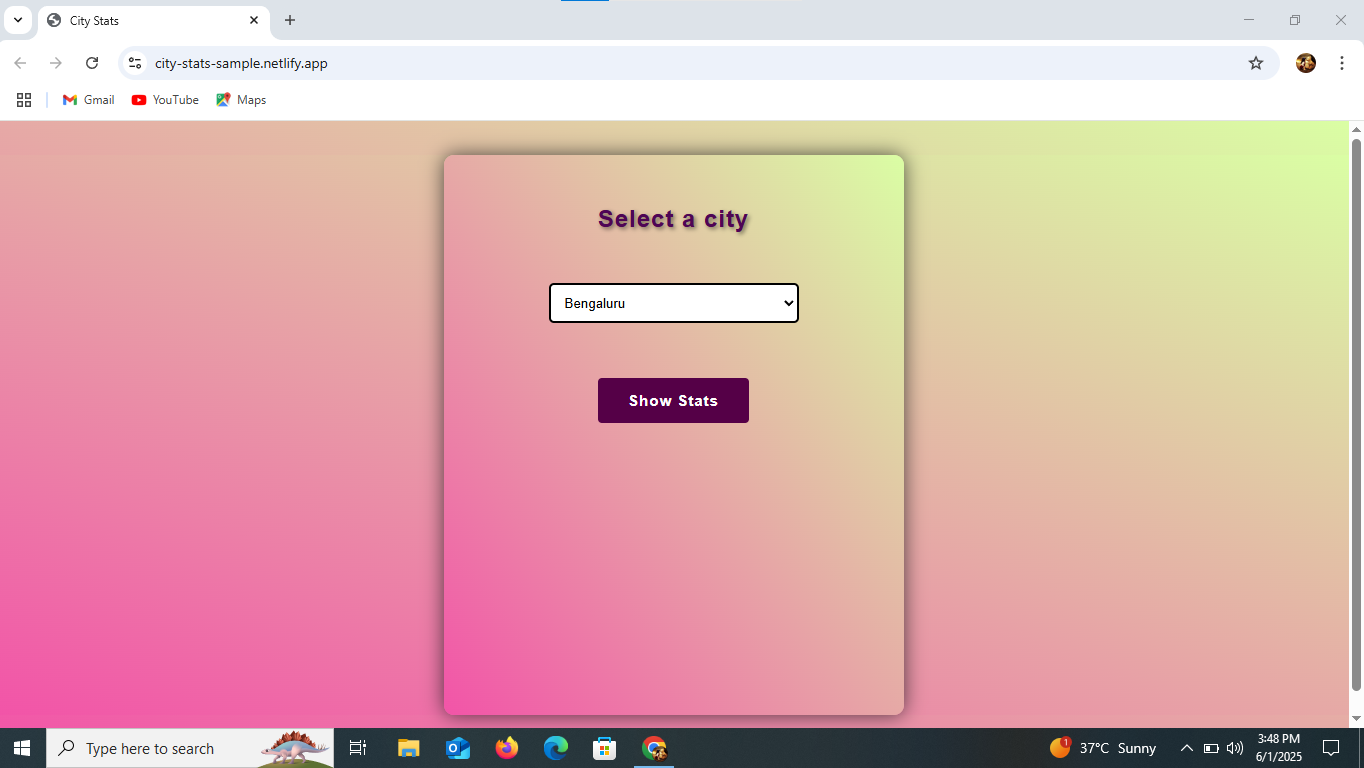 City Stats
city-stats-sample.netlify.app
Gmail YouTube Maps
Select a city
Bengaluru
Show Stats
Type here to search
1
37°C Sunny
3:48 PM
6/1/2025